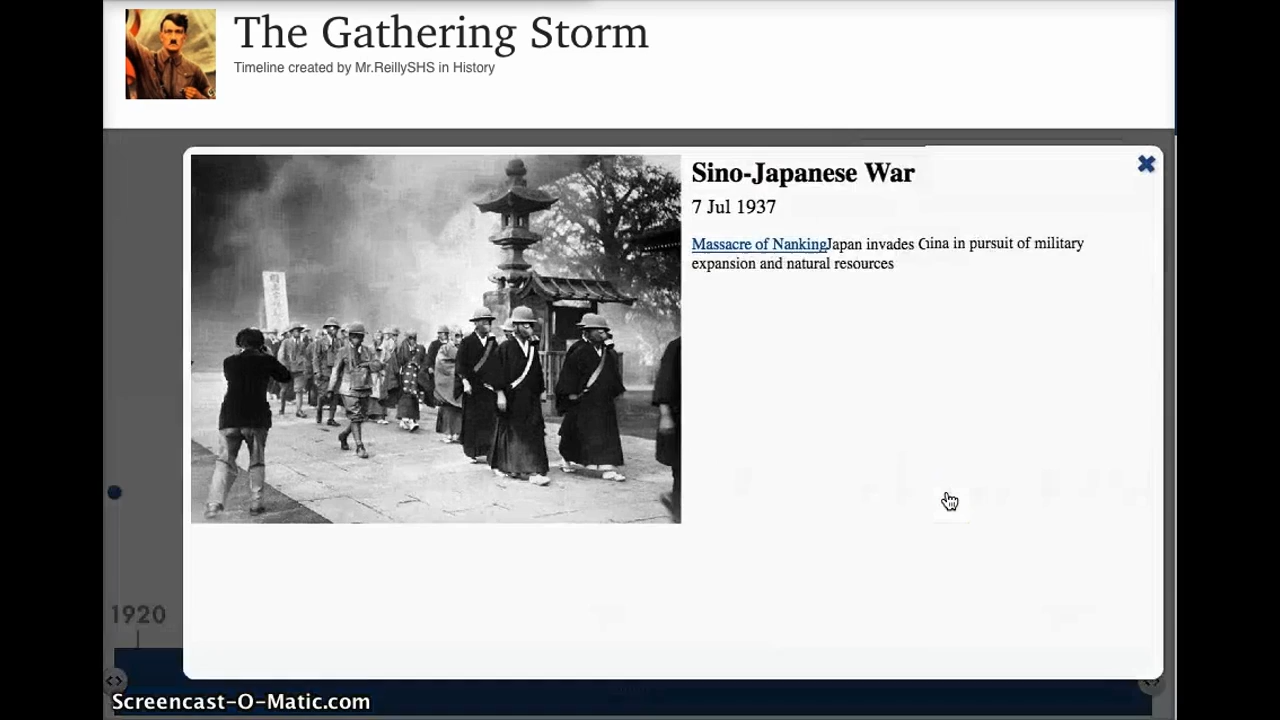 The Gathering Storm
Timeline created by Mr.ReillySHS in History
Sino-Japanese War
7 Jul 1937
Massacre of NankingJapan invades China in pursuit of military
expansion and natural resources
1920
Screencast-O-Matic.com